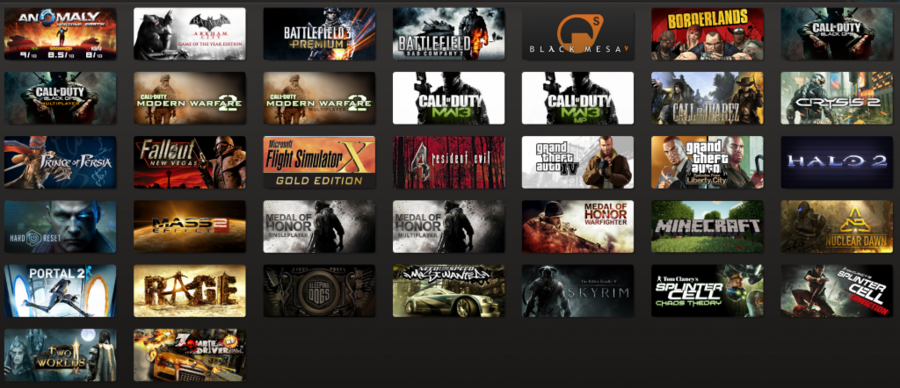 ANOMALY
WARZONE EARTH
9/10 8.5/10 8/10
BATMAN
ARKHAM CITY
GAME OF THE YEAR EDITION
BATTLEFIELD 3
PREMIUM
BATTLEFIELD
BAD COMPANY 2
S
BLACK MESA
BORDERLANDS
CALL OF DUTY
BLACK OPS
CALL OF DUTY
BLACK OPS
MULTIPLAYER
CALL OF DUTY
MODERN WARFARE
2
CALL OF DUTY
MODERN WARFARE
2
CALL OF DUTY
MW3
CALL OF DUTY
MW3
CALL OF JUAREZ
CRYSIS 2
PRINCE OF PERSIA
Fallout
NEW VEGAS
Microsoft
Flight Simulator X
GOLD EDITION
resident evil
4
grand
theft
auto IV
grand
theft
auto
Liberty City
HALO 2
HARD RESET
MASS EFFECT 2
MEDAL OF
HONOR
SINGLEPLAYER
MEDAL OF
HONOR
MULTIPLAYER
MEDAL OF
HONOR
WARFIGHTER
MINECRAFT
NUCLEAR DAWN
PORTAL 2
RAGE
SLEEPING
DOGS
NEED FOR SPEED
MOST WANTED
The Elder Scrolls V
SKYRIM
Tom Clancy's
SPLINTER
CELL
CHAOS THEORY
SPLINTER
CELL
CONVICTION
TWO
WORLDS
II
ZOMBIE
DRIVER